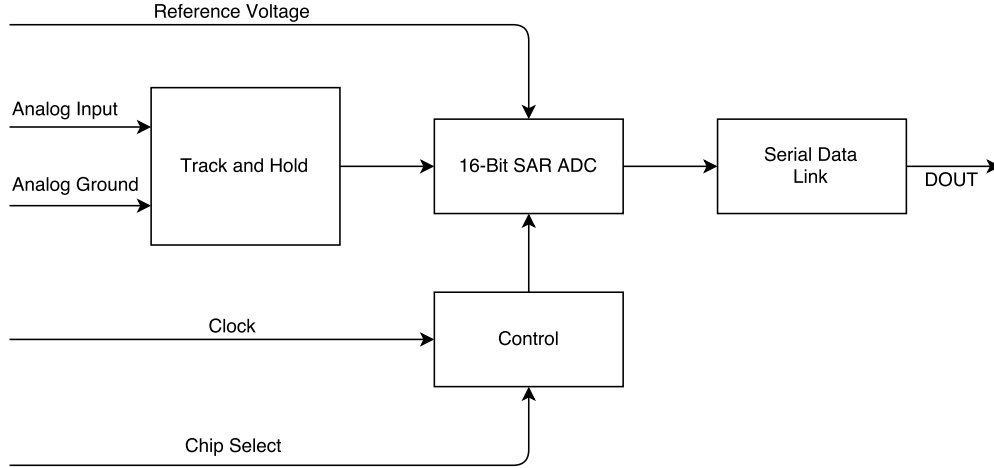 Reference Voltage
Analog Input
Track and Hold
Analog Ground
16-Bit SAR ADC
Serial Data
Link
DOUT
Clock
Control
Chip Select